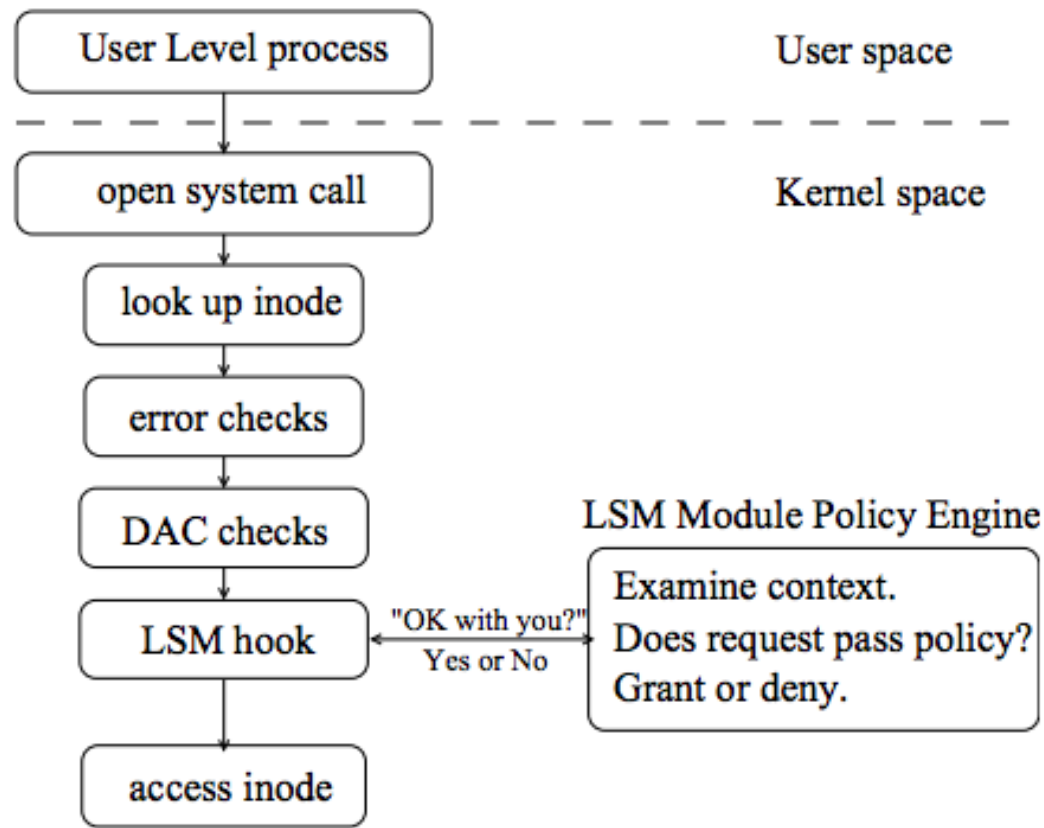 User Level process
User space
open system call
Kernel space
look up inode
error checks
DAC checks
LSM Module Policy Engine
LSM hook
"OK with you?"
Yes or No
Examine context.
Does request pass policy?
Grant or deny.
access inode